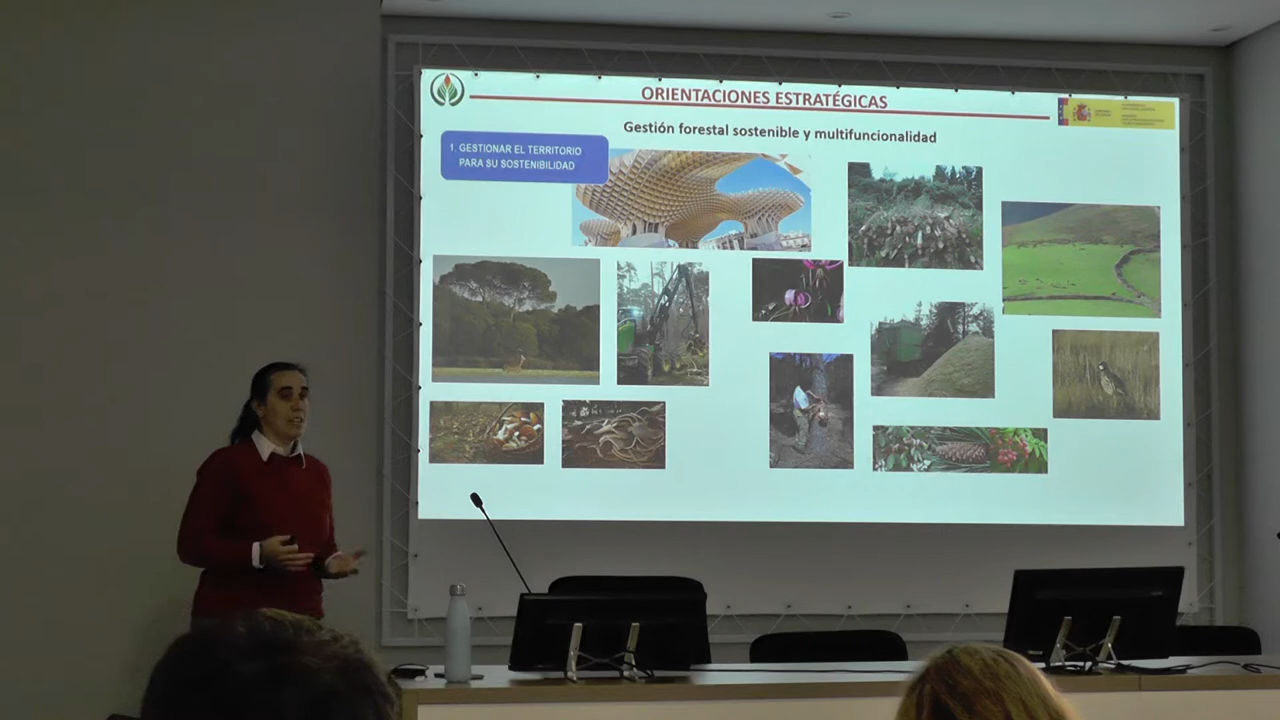 ORIENTACIONES ESTRATÉGICAS
Gestión forestal sostenible y multifuncionalidad
1. GESTIONAR EL TERRITORIO
PARA SU SOSTENIBILIDAD